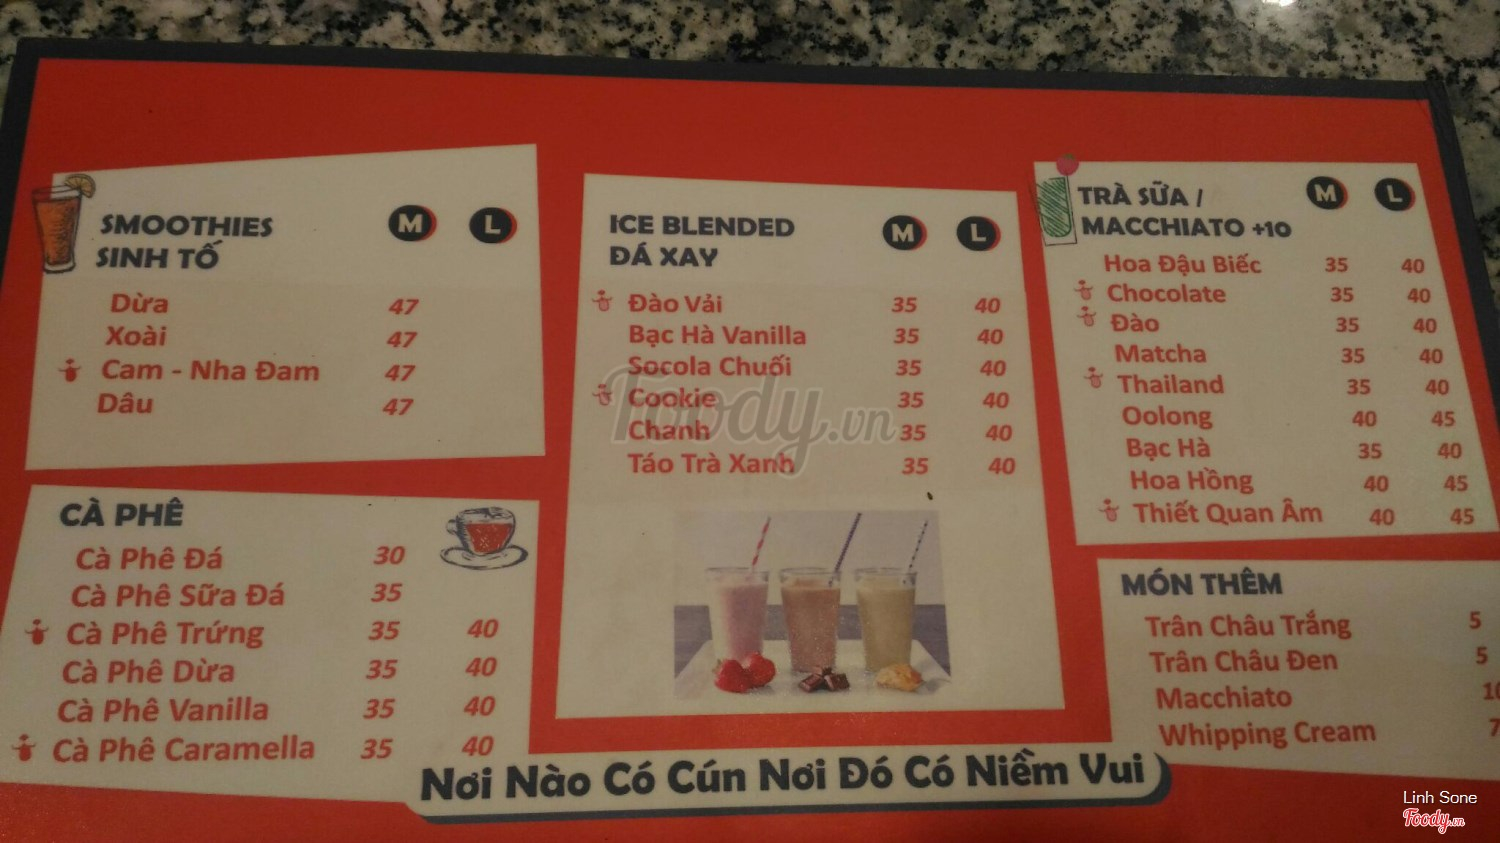 SMOOTHIES M L
SINH TỐ
Dừa 47
Xoài 47
Cam - Nha Đam 47
Dâu 47
CÀ PHÊ
Cà Phê Đá 30
Cà Phê Sữa Đá 35
Cà Phê Trứng 35 40
Cà Phê Dừa 35 40
Cà Phê Vanilla 35 40
Cà Phê Caramella 35 40
ICE BLENDED M L
ĐÁ XAY
Đào Vải 35 40
Bạc Hà Vanilla 35 40
Socola Chuối 35 40
Cookie 35 40
Chanh 35 40
Táo Trà Xanh 35 40
Foody.vn
TRÀ SỮA / M L
MACCHIATO +10
Hoa Đậu Biếc 35 40
Chocolate 35 40
Đào 35 40
Matcha 35 40
Thailand 35 40
Oolong 40 45
Bạc Hà 35 40
Hoa Hồng 40 45
Thiết Quan Âm 40 45
MÓN THÊM
Trân Châu Trắng 5
Trân Châu Đen 5
Macchiato
Whipping Cream 7
Nơi Nào Có Cún Nơi Đó Có Niềm Vui
Linh Sone
Foody.vn